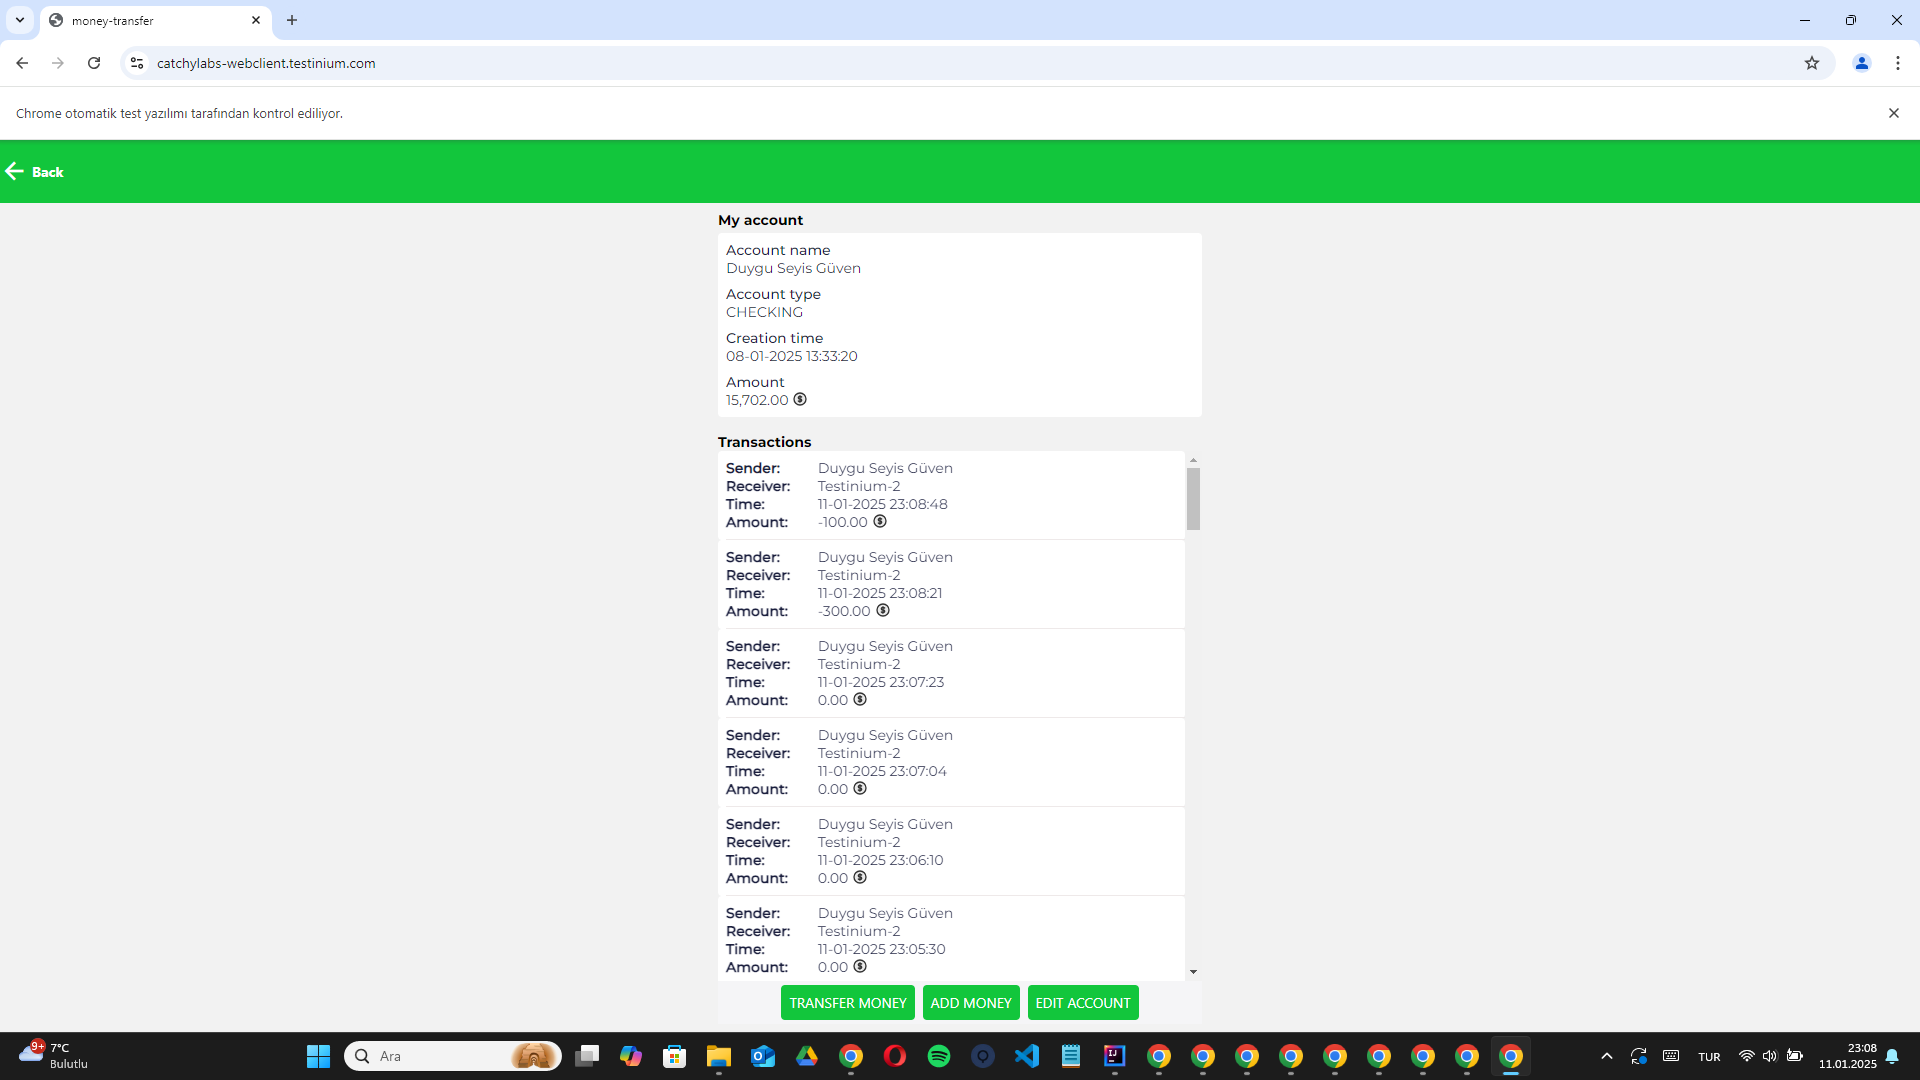 money-transfer
catchylabs-webclient.testinium.com
Chrome otomatik test yazılımı tarafından kontrol ediliyor.
Back
My account
Account name
Duygu Seyis Güven
Account type
CHECKING
Creation time
08-01-2025 13:33:20
Amount
15,702.00
Transactions
Sender: Duygu Seyis Güven
Receiver: Testinium-2
Time: 11-01-2025 23:08:48
Amount: -100.00
Sender: Duygu Seyis Güven
Receiver: Testinium-2
Time: 11-01-2025 23:08:21
Amount: -300.00
Sender: Duygu Seyis Güven
Receiver: Testinium-2
Time: 11-01-2025 23:07:23
Amount: 0.00
Sender: Duygu Seyis Güven
Receiver: Testinium-2
Time: 11-01-2025 23:07:04
Amount: 0.00
Sender: Duygu Seyis Güven
Receiver: Testinium-2
Time: 11-01-2025 23:06:10
Amount: 0.00
Sender: Duygu Seyis Güven
Receiver: Testinium-2
Time: 11-01-2025 23:05:30
Amount: 0.00
TRANSFER MONEY ADD MONEY EDIT ACCOUNT
9+
7°C
Bulutlu
Ara
TUR
23:08
11.01.2025